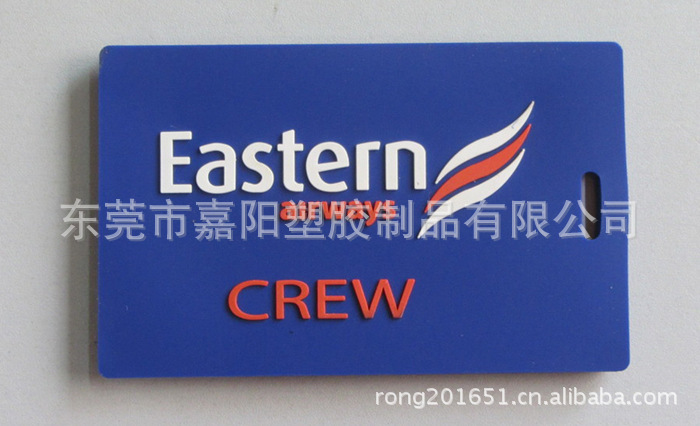 Eastern
airways
东莞市嘉阳塑胶制品有限公司
CREW
rong201651.cn.alibaba.com